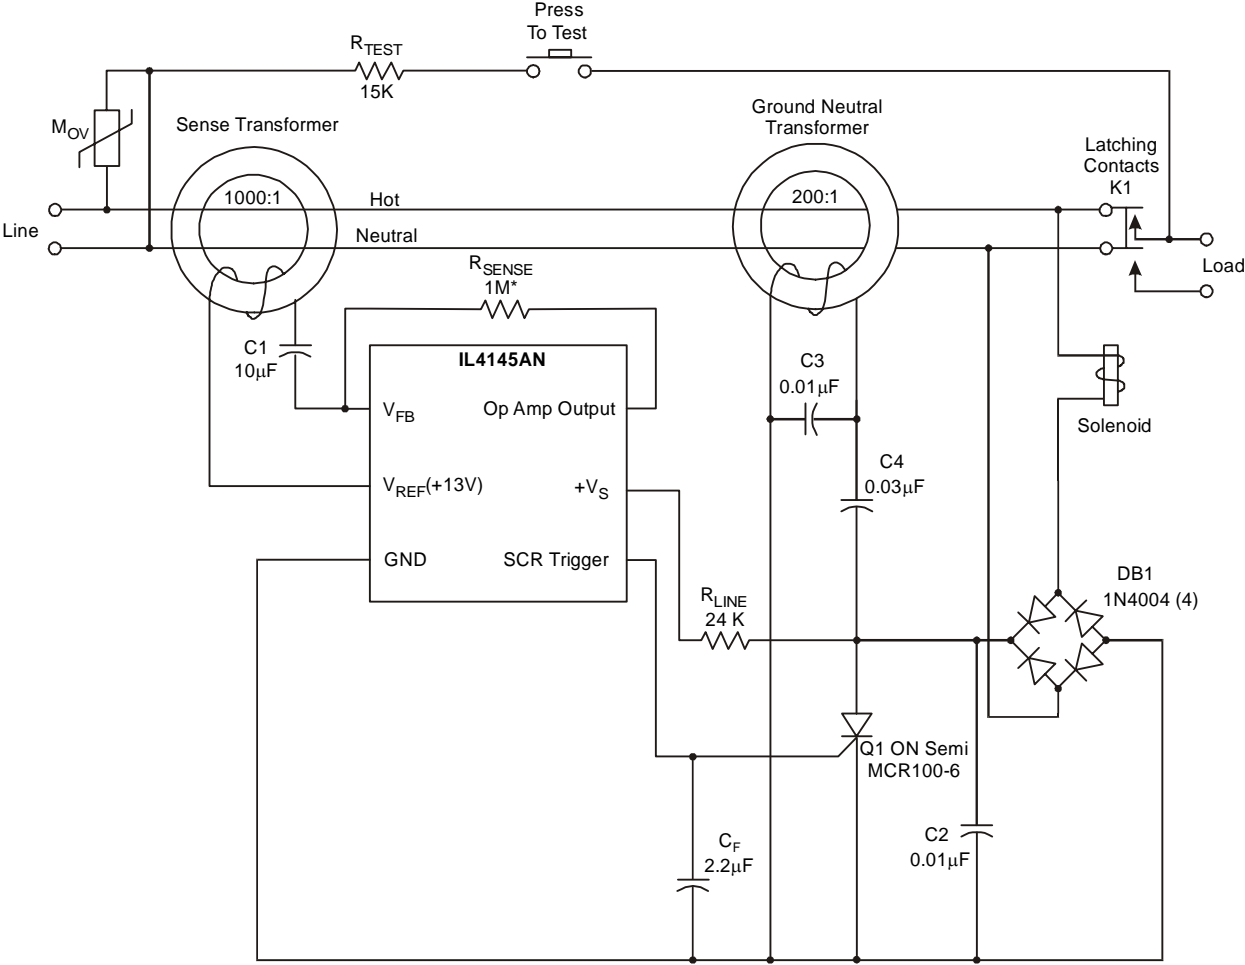 Press
To Test
R_TEST
15K
M_OV
Sense Transformer
Ground Neutral
Transformer
Latching
Contacts
K1
1000:1
Hot
200:1
Line
Neutral
Load
R_SENSE
1M*
C1
10µF
IL4145AN
C3
0.01µF
V_FB
Op Amp Output
Solenoid
C4
0.03µF
V_REF(+13V)
+V_S
GND
SCR Trigger
DB1
1N4004 (4)
R_LINE
24 K
Q1 ON Semi
MCR100-6
C_F
2.2µF
C2
0.01µF